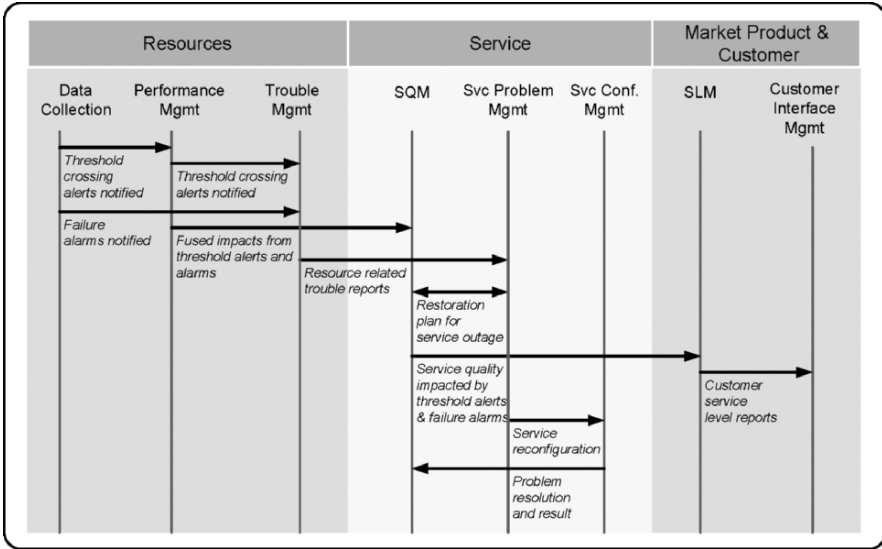 Resources
Service
Market Product &
Customer
Data
Collection
Performance
Mgmt
Trouble
Mgmt
SQM
Svc Problem
Mgmt
Svc Conf.
Mgmt
SLM
Customer
Interface
Mgmt
Threshold
crossing
alerts notified
Threshold crossing
alerts notified
Failure
alarms notified
Fused impacts from
threshold alerts and
alarms
Resource related
trouble reports
Restoration
plan for
service outage
Service quality
impacted by
threshold alerts
& failure alarms
Customer
service
level reports
Service
reconfiguration
Problem
resolution
and result